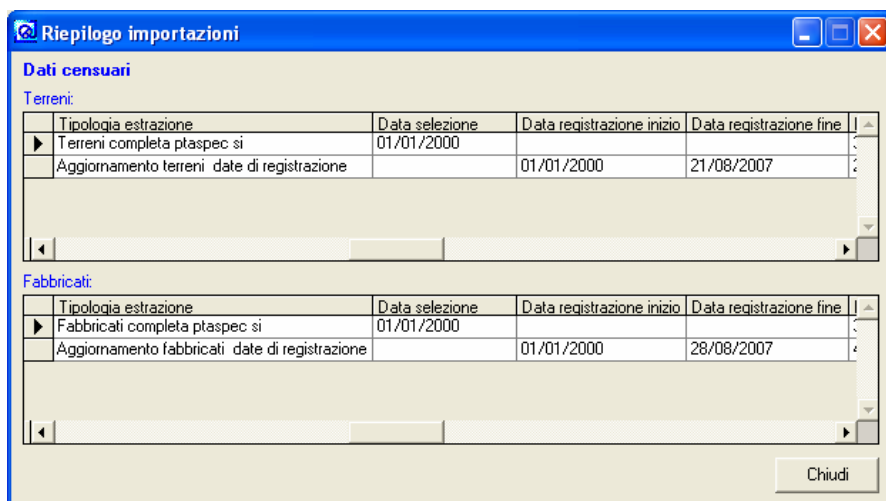 Riepilogo importazioni
Dati censuari
Terreni:
Tipologia estrazione Data selezione Data registrazione inizio Data registrazione fine
Terreni completa ptaspec si 01/01/2000
Aggiornamento terreni date di registrazione 01/01/2000 21/08/2007
Fabbricati:
Tipologia estrazione Data selezione Data registrazione inizio Data registrazione fine
Fabbricati completa ptaspec si 01/01/2000
Aggiornamento fabbricati date di registrazione 01/01/2000 28/08/2007
Chiudi